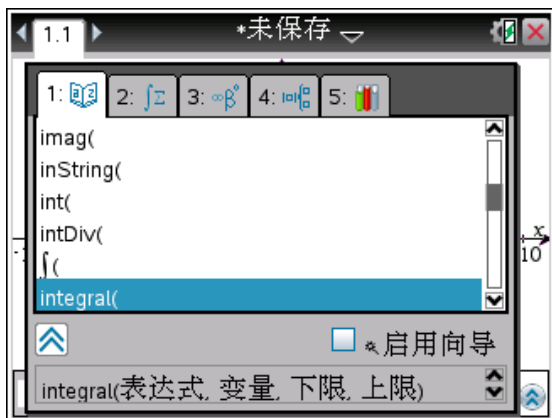 1.1 *未保存
1: 2: ∫Σ 3: ∞β° 4: 5:
imag(
inString(
int(
intDiv(
∫(
integral(
x
10
启用向导
integral(表达式, 变量, 下限, 上限)